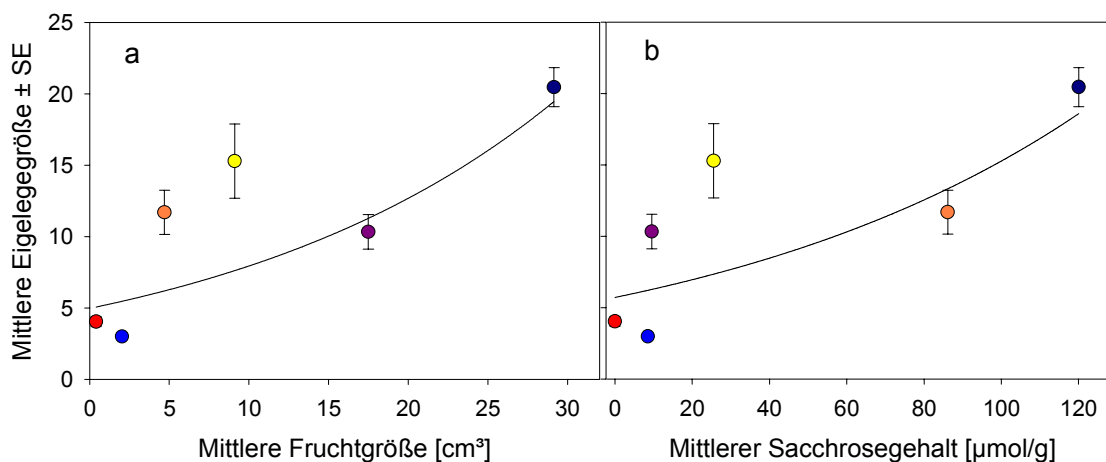 Mittlere Eigelegegröße ± SE
25
20
15
10
5
0
a
b
0 5 10 15 20 25 30
0 20 40 60 80 100 120
Mittlere Fruchtgröße [cm³]
Mittlerer Sacchrosegehalt [µmol/g]